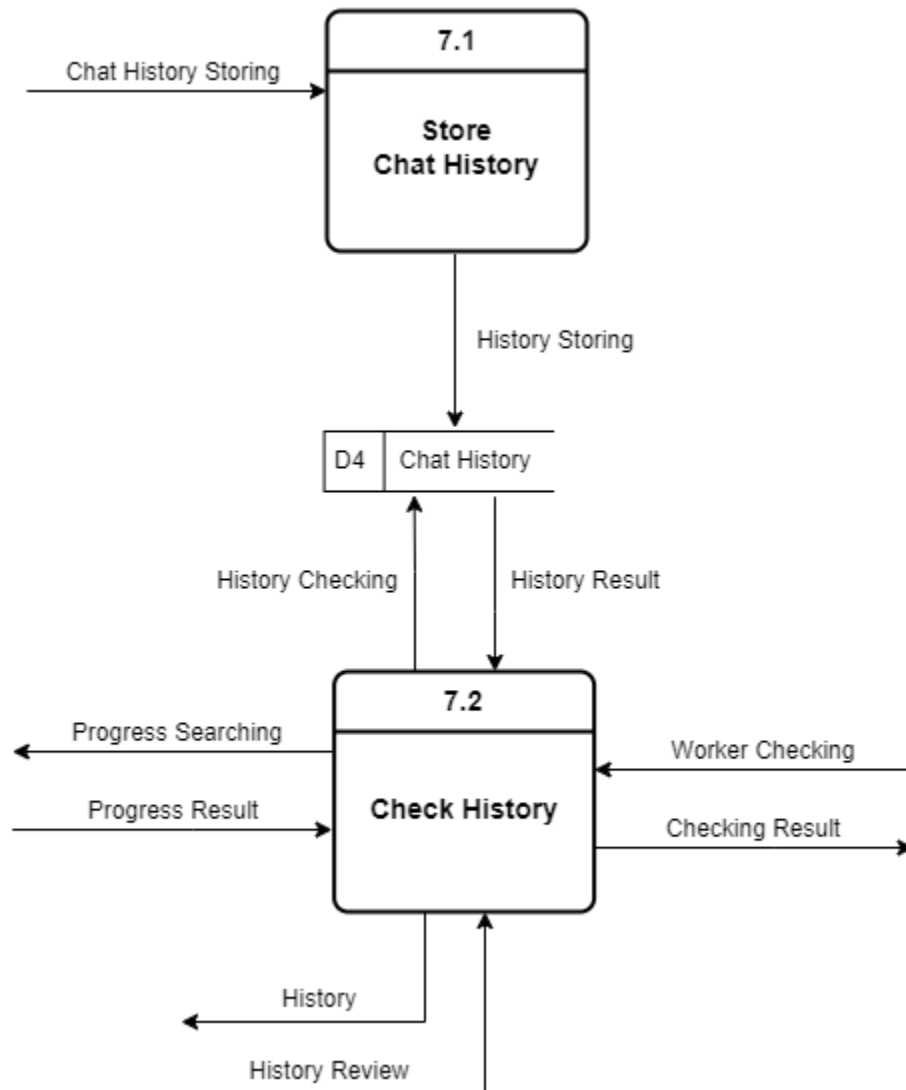 7.1
Chat History Storing
Store
Chat History
History Storing
D4
Chat History
History Checking
History Result
7.2
Progress Searching
Worker Checking
Progress Result
Check History
Checking Result
History
History Review